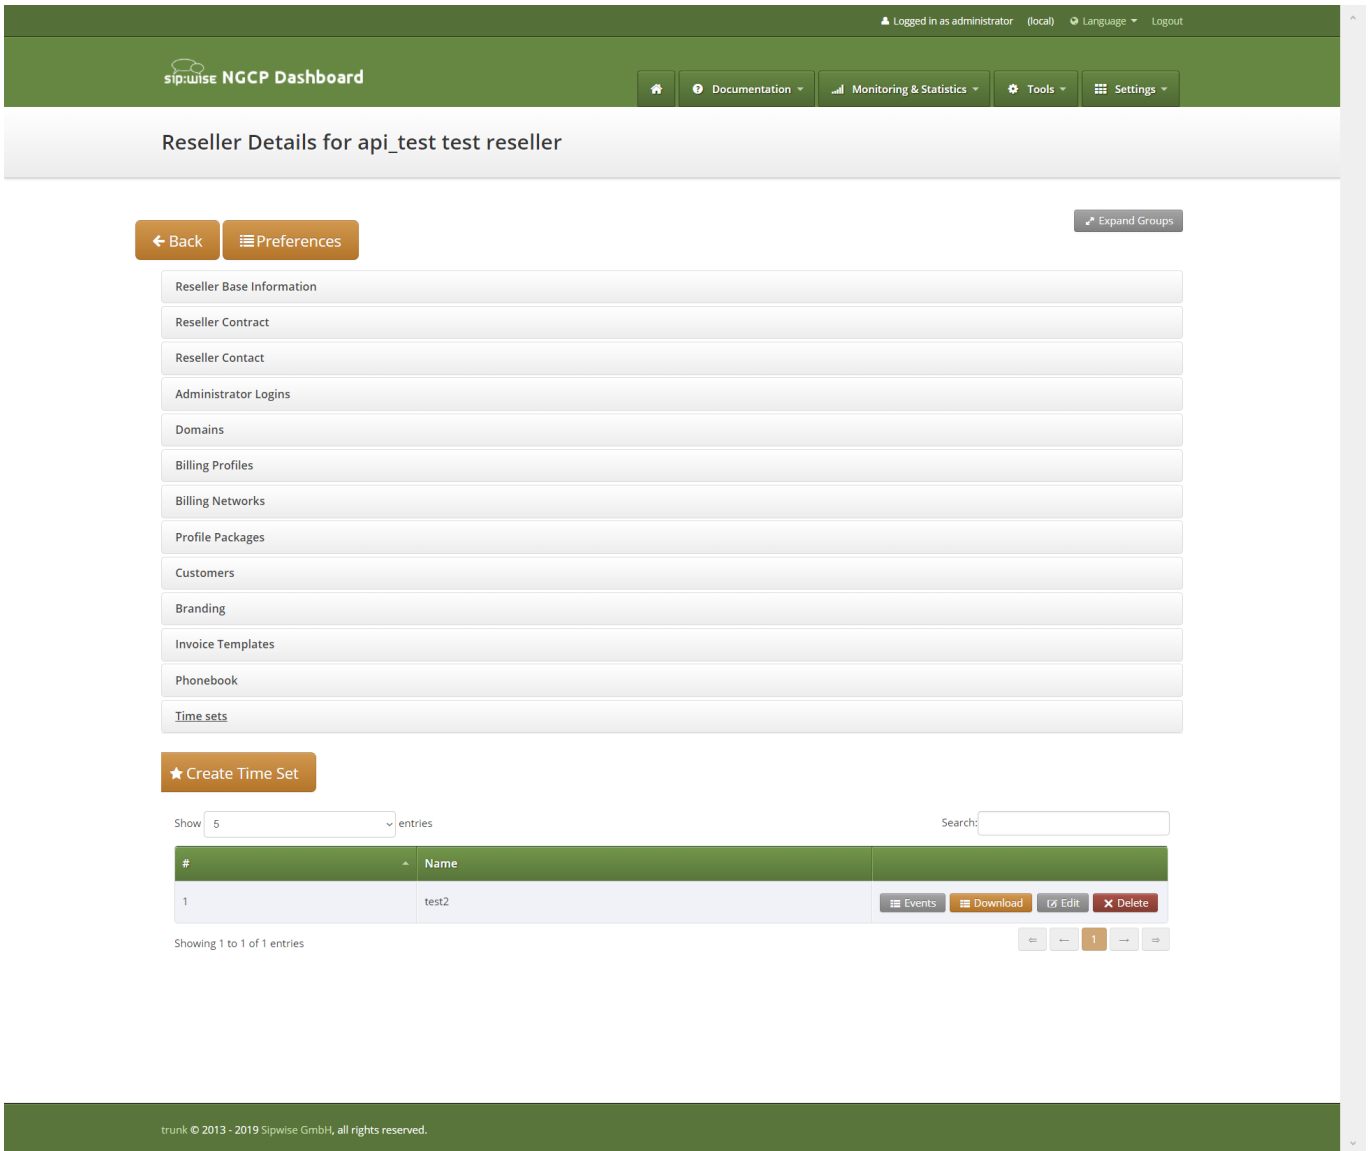 Logged in as administrator (local) Language Logout
sip:wise NGCP Dashboard
Documentation Monitoring & Statistics Tools Settings
Reseller Details for api_test test reseller
Expand Groups
Back Preferences
Reseller Base Information
Reseller Contract
Reseller Contact
Administrator Logins
Domains
Billing Profiles
Billing Networks
Profile Packages
Customers
Branding
Invoice Templates
Phonebook
Time sets
Create Time Set
Show 5 entries Search:
# Name
1 test2 Events Download Edit Delete
Showing 1 to 1 of 1 entries ⇐ ← 1 → ⇒
trunk © 2013 - 2019 Sipwise GmbH, all rights reserved.